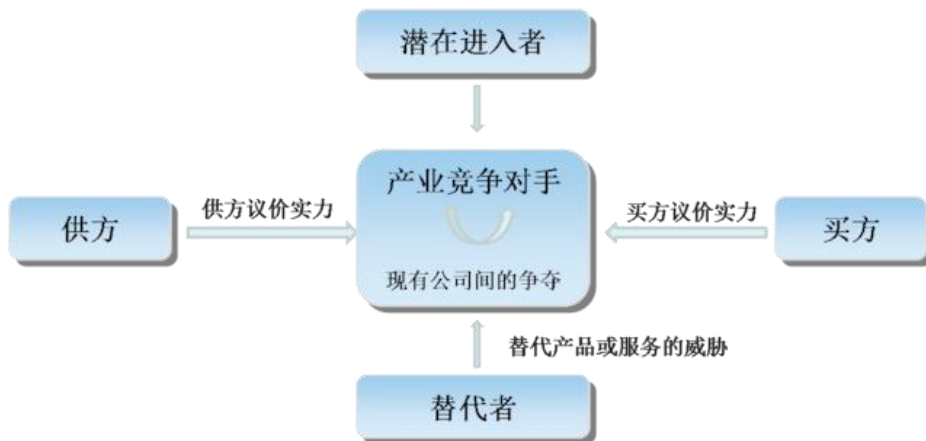 潜在进入者
产业竞争对手
供方议价实力
买方议价实力
供方
买方
现有公司间的争夺
替代产品或服务的威胁
替代者